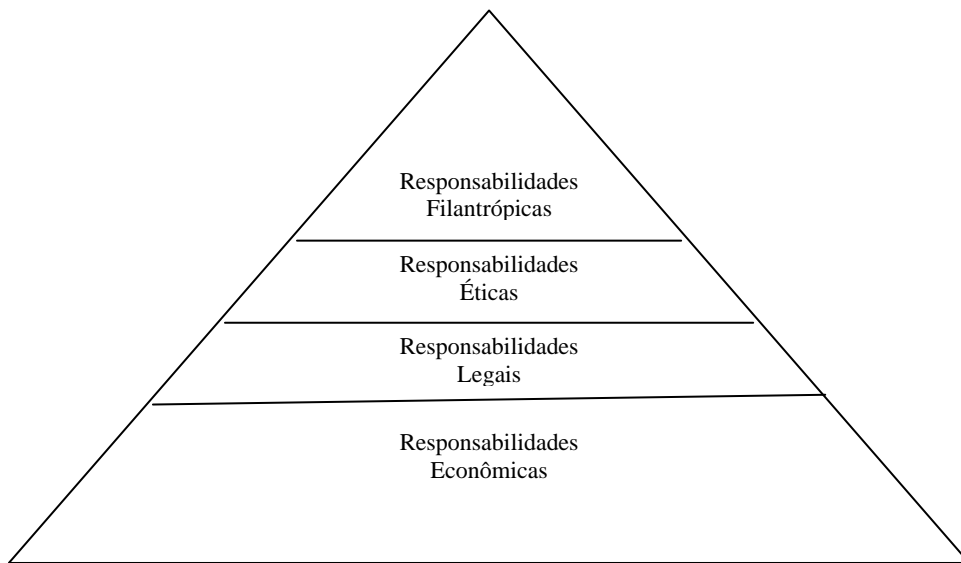 Responsabilidades
Filantrópicas
Responsabilidades
Éticas
Responsabilidades
Legais
Responsabilidades
Econômicas